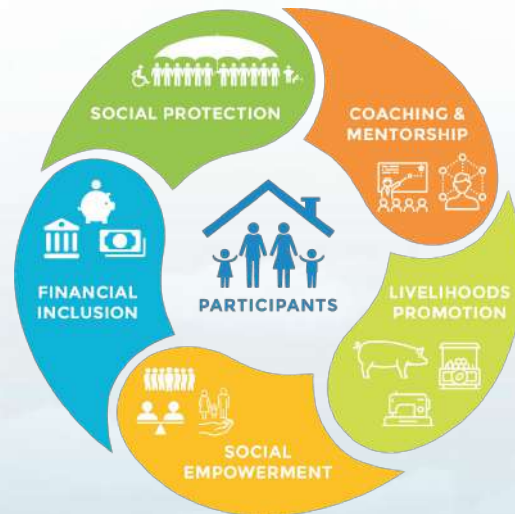 SOCIAL PROTECTION
COACHING &
MENTORSHIP
FINANCIAL
INCLUSION
PARTICIPANTS
LIVELIHOODS
PROMOTION
SOCIAL
EMPOWERMENT